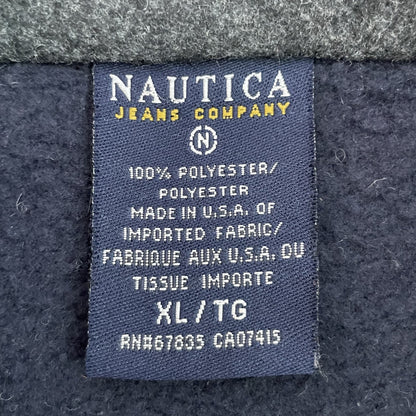 NAUTICA
JEANS COMPANY
N
100% POLYESTER/
POLYESTER
MADE IN U.S.A. OF
IMPORTED FABRIC/
FABRIQUE AUX U.S.A. DU
TISSUE IMPORTE
XL/TG
RN#67835 CA07415